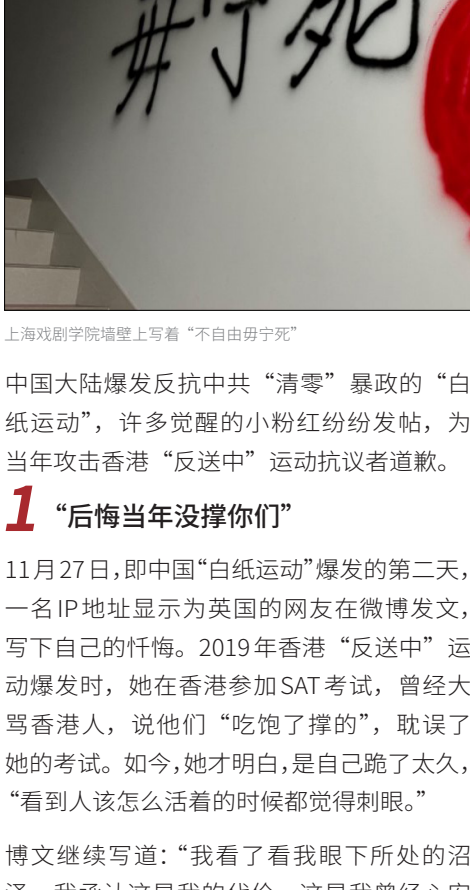 毋宁死
上海戏剧学院墙壁上写着“不自由毋宁死”
中国大陆爆发反抗中共“清零”暴政的“白
纸运动”，许多觉醒的小粉红纷纷发帖，为
当年攻击香港“反送中”运动抗议者道歉。
1 “后悔当年没撑你们”
11月27日，即中国“白纸运动”爆发的第二天，
一名IP地址显示为英国的网友在微博发文，
写下自己的忏悔。2019年香港“反送中”运
动爆发时，她在香港参加SAT考试，曾经大
骂香港人，说他们“吃饱了撑的”，耽误了
她的考试。如今，她才明白，是自己跪了太久，
“看到人该怎么活着的时候都觉得刺眼。”
博文继续写道：“我看了看我眼下所处的沼